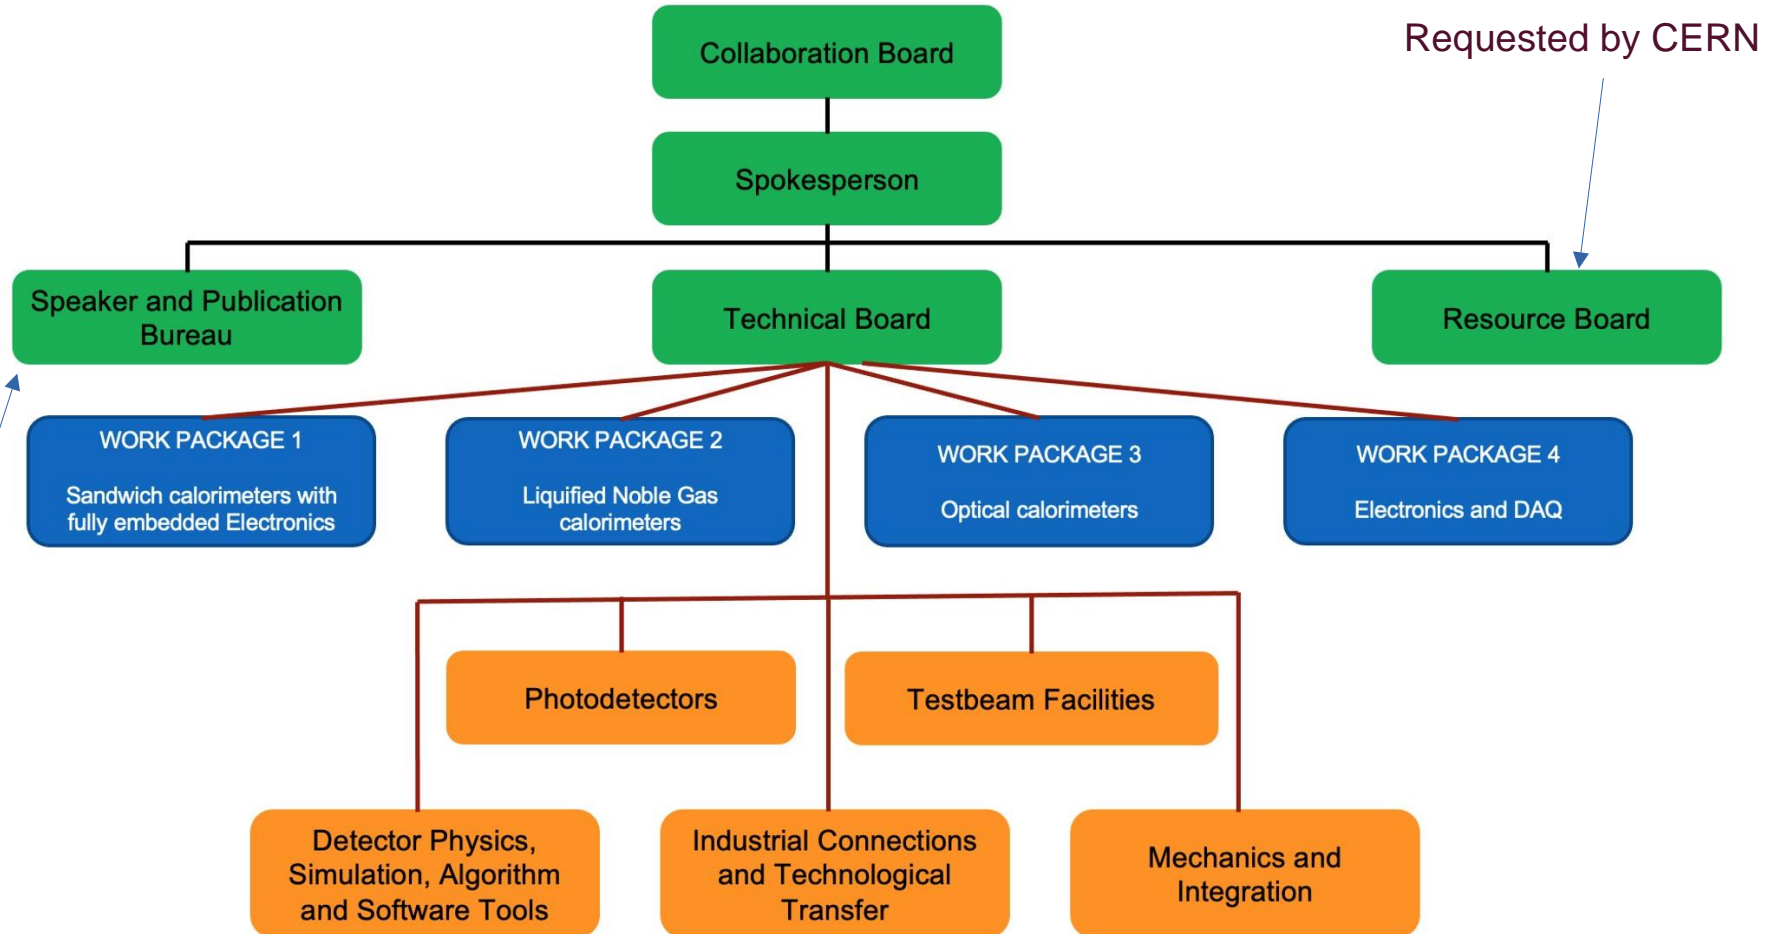 Collaboration Board
Requested by CERN
Spokesperson
Speaker and Publication
Bureau
Technical Board
Resource Board
WORK PACKAGE 1
Sandwich calorimeters with
fully embedded Electronics
WORK PACKAGE 2
Liquified Noble Gas
calorimeters
WORK PACKAGE 3
Optical calorimeters
WORK PACKAGE 4
Electronics and DAQ
Photodetectors
Testbeam Facilities
Detector Physics,
Simulation, Algorithm
and Software Tools
Industrial Connections
and Technological
Transfer
Mechanics and
Integration